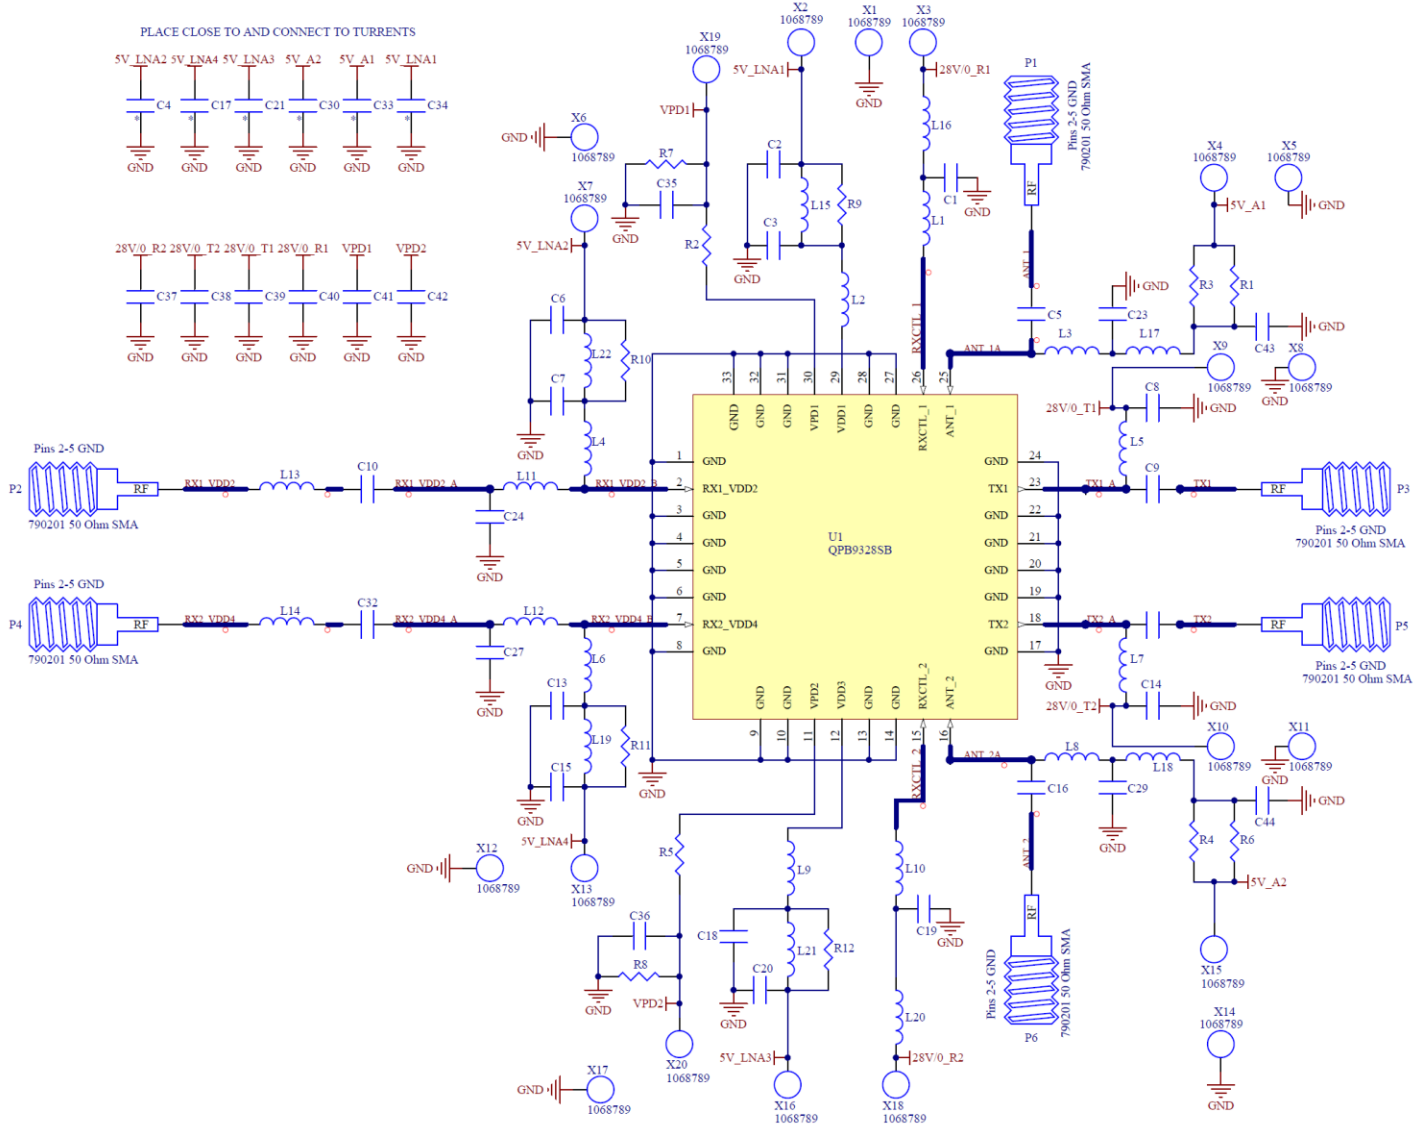 PLACE CLOSE TO AND CONNECT TO TURRENTS
5V_LNA2 5V_LNA4 5V_LNA3 5V_A2 5V_A1 5V_LNA1
C4 C17 C21 C30 C33 C34
* * * * * *
GND GND GND GND GND GND
28V/0_R2 28V/0_T2 28V/0_T1 28V/0_R1 VPD1 VPD2
C37 C38 C39 C40 C41 C42
GND GND GND GND GND GND
X6
1068789
GND
X7
1068789
5V_LNA2
C6
L22
R10
C7
GND
L4
X19
1068789
VPD1
R7
C35
GND
R2
X2
1068789
5V_LNA1
C2
L15
R9
C3
GND
L2
X1
1068789
GND
X3
1068789
28V/0_R1
L16
C1
GND
L1
RXCTL_1
P1
Pins 2-5 GND
790201 50 Ohm SMA
RF
ANT_1
C5
ANT_1A
L3
C23
GND
L17
X4
1068789
5V_A1
R3
R1
C43
GND
X5
1068789
GND
X9
1068789
X8
1068789
GND
28V/0_T1
C8
GND
L5
C9
TX1_A
TX1
RF
P3
Pins 2-5 GND
790201 50 Ohm SMA
Pins 2-5 GND
P2
RF
790201 50 Ohm SMA
RX1_VDD2
L13
C10
RX1_VDD2_A
L11
RX1_VDD2_B
C24
GND
Pins 2-5 GND
P4
RF
790201 50 Ohm SMA
RX2_VDD4
L14
C32
RX2_VDD4_A
L12
RX2_VDD4_B
C27
GND
33 32 31 30 29 28 27 26 25
GND GND GND VPD1 VDD1 GND GND RXCTL_1 ANT_1
1 GND
2 RX1_VDD2
3 GND
4 GND
5 GND
6 GND
7 RX2_VDD4
8 GND
U1
QPB9328SB
GND 24
TX1 23
GND 22
GND 21
GND 20
GND 19
TX2 18
GND 17
GND GND VPD2 VDD3 GND GND RXCTL_2 ANT_2
9 10 11 12 13 14 15 16
GND
GND
TX2_A
TX2
RF
P5
Pins 2-5 GND
790201 50 Ohm SMA
L7
C14
GND
28V/0_T2
X10
1068789
X11
1068789
GND
L6
C13
L19
R11
C15
GND
5V_LNA4
X13
1068789
X12
1068789
GND
R5
C36
R8
GND
VPD2
X20
1068789
X17
1068789
GND
L9
C18
L21
R12
C20
GND
5V_LNA3
X16
1068789
RXCTL_2
L10
C19
GND
L20
28V/0_R2
X18
1068789
ANT_2A
L8
L18
C16
C29
GND
ANT_2
RF
Pins 2-5 GND
790201 50 Ohm SMA
P6
C44
GND
R4
R6
5V_A2
X15
1068789
X14
1068789
GND